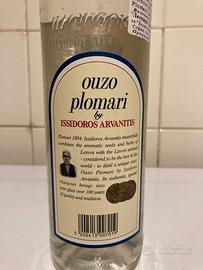 ouzo
plomari
by
ISSIDOROS ARVANITIS
Plomari 1894. Issidoros Arvanitis masterfully
combines the aromatic seeds and herbs of
Lesvos with the Lisvori aniseed
- considered to be the best in the
world - to distil a unique
Ouzo Plomari by Issidoros
Arvanitis. Its authentic, special
character brings into
your glass over 100 years
of quality and tradition.